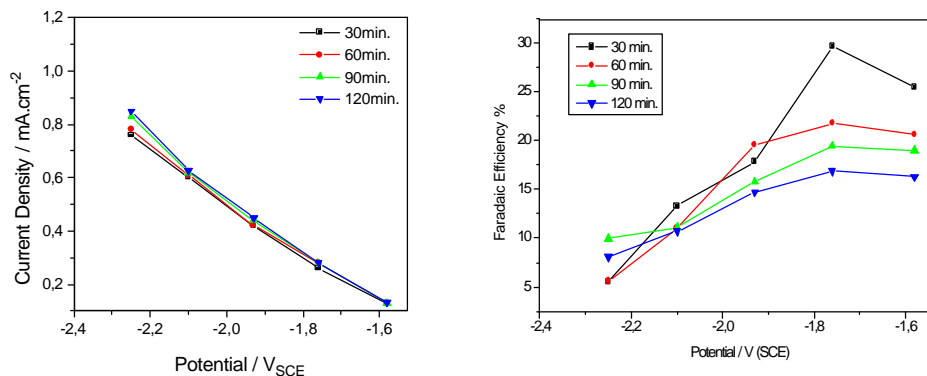 1,2
1,0
0,8
0,6
0,4
0,2
Current Density / mA.cm-2
30min.
60min.
90min.
120min.
-2,4
-2,2
-2,0
-1,8
-1,6
Potential / VSCE
30
25
20
15
10
5
Faradaic Efficiency %
30 min.
60 min.
90 min.
120 min.
-2,4
-2,2
-2,0
-1,8
-1,6
Potential / V (SCE)